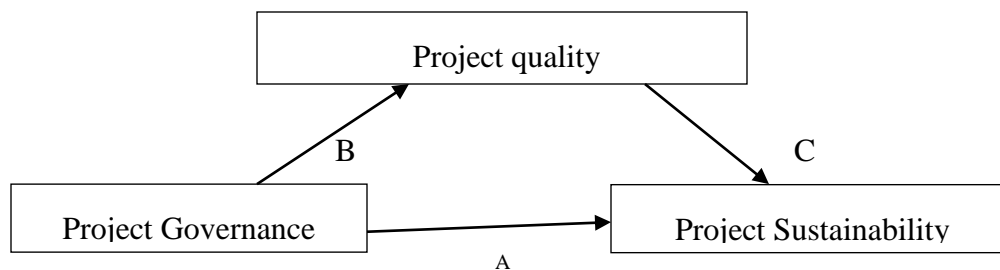 Project quality
B
C
Project Governance
Project Sustainability
A